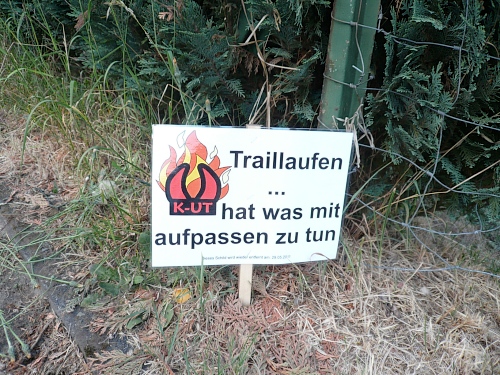 Traillaufen
...
K-UT
hat was mit
aufpassen zu tun